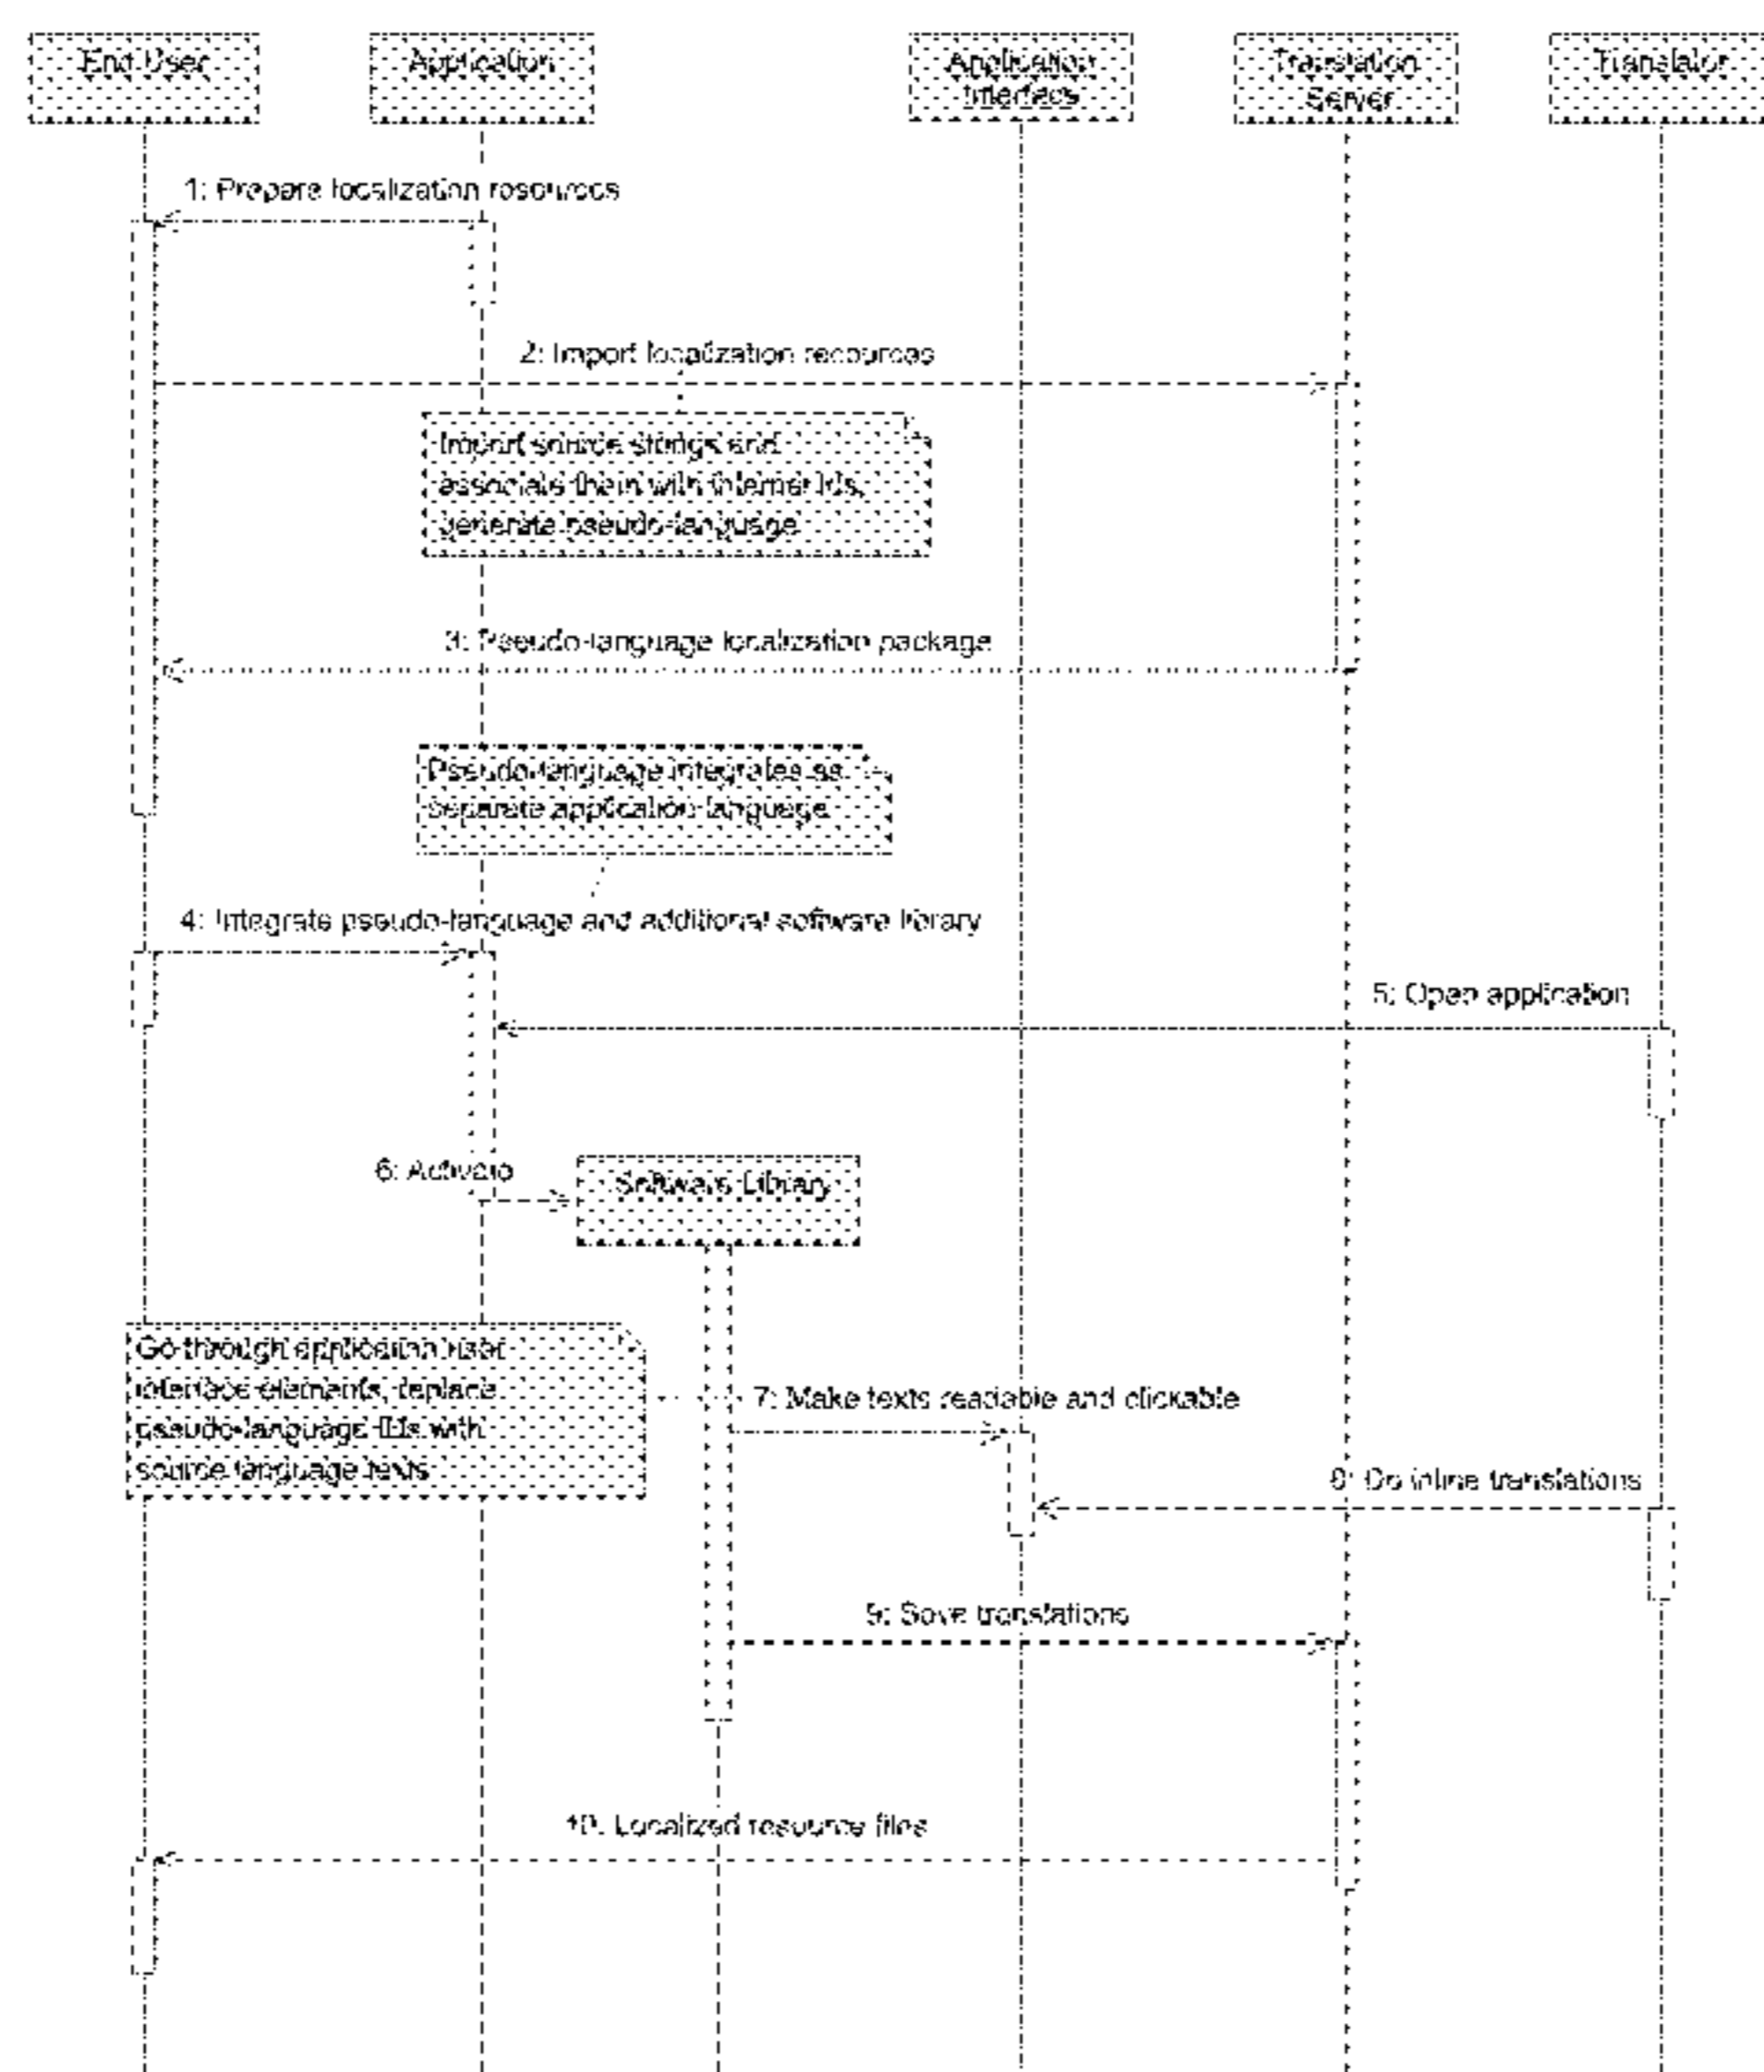 End User
Application
Application
Interface
Translation
Server
Translator
1: Prepare localization resources
2: Import localization resources
Import source strings and
associate them with internal Ids,
generate pseudo-language
3: Pseudo-language localization package
Pseudo-language integrates as
separate application language
4: Integrate pseudo-language and additional software library
5: Open application
6: Activate
Software Library
Go through application user
interface elements, replace
pseudo-language IDs with
source language texts
7: Make texts readable and clickable
8: Do inline translations
9: Save translations
10: Localized resource files